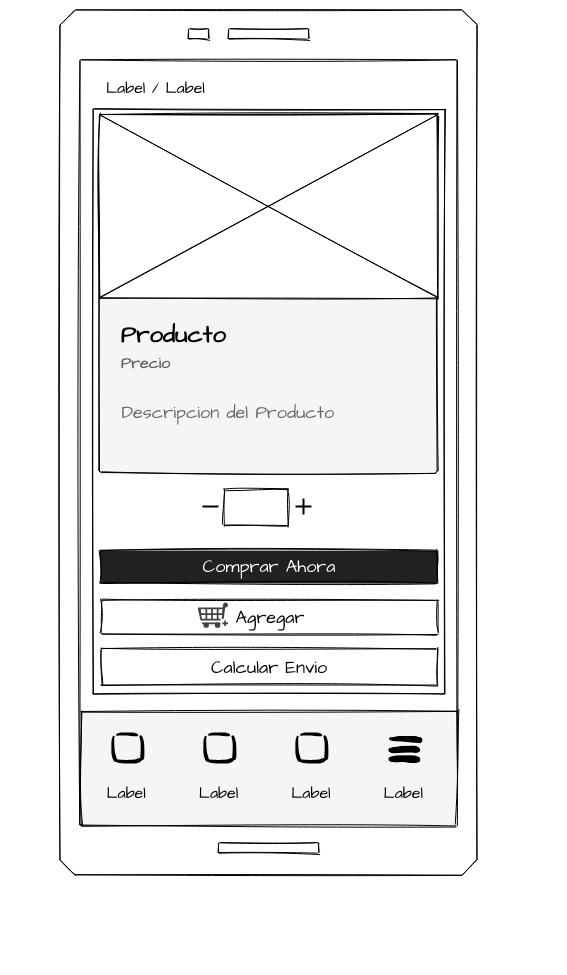 Label / Label
Producto
Precio
Descripcion del Producto
− +
Comprar Ahora
Agregar
Calcular Envio
Label Label Label Label